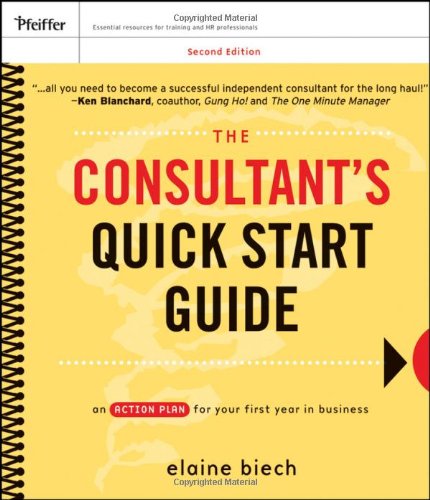 Copyrighted Material
Pfeiffer
Essential resources for training and HR professionals
Second Edition
“...all you need to become a successful independent consultant for the long haul!”
—Ken Blanchard, coauthor, Gung Ho! and The One Minute Manager
THE
CONSULTANT'S
QUICK START
GUIDE
an ACTION PLAN for your first year in business
elaine biech
Copyrighted Material